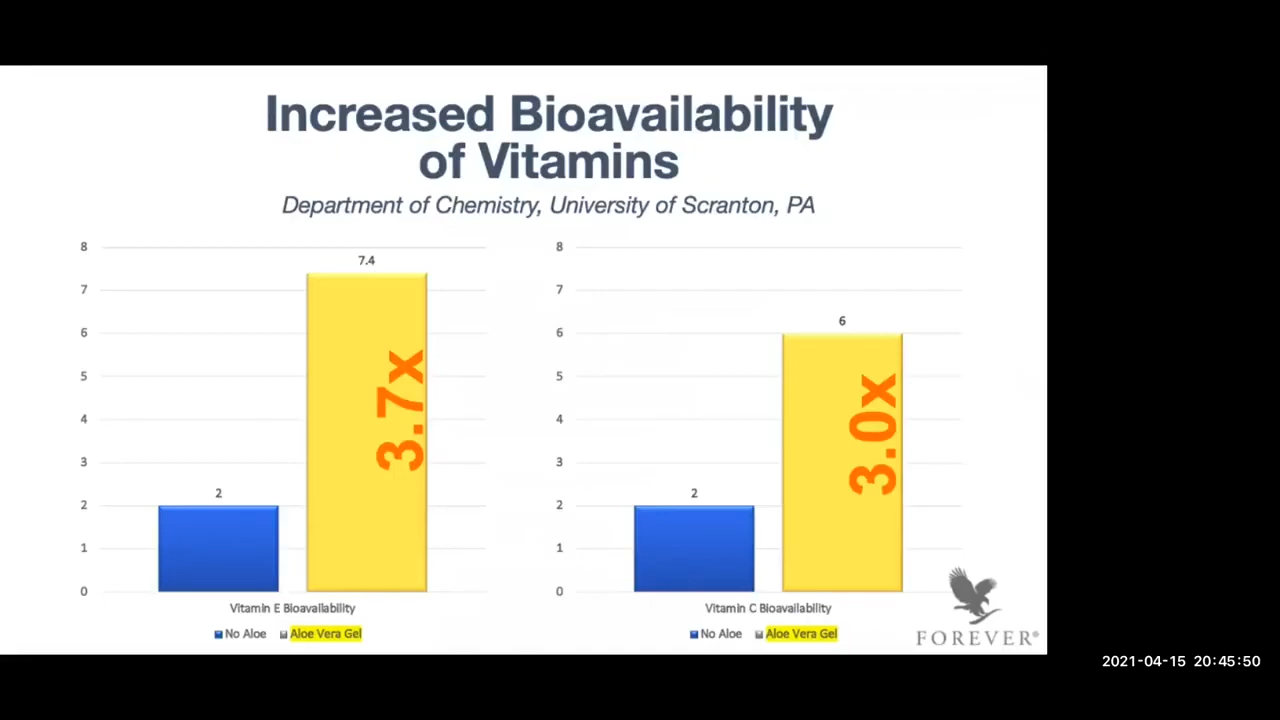 Increased Bioavailability
of Vitamins
Department of Chemistry, University of Scranton, PA
8
7
6
5
4
3
2
1
0
2
7.4
3.7x
Vitamin E Bioavailability
No Aloe Aloe Vera Gel
8
7
6
5
4
3
2
1
0
2
6
3.0x
Vitamin C Bioavailability
No Aloe Aloe Vera Gel
FOREVER®
2021-04-15 20:45:50